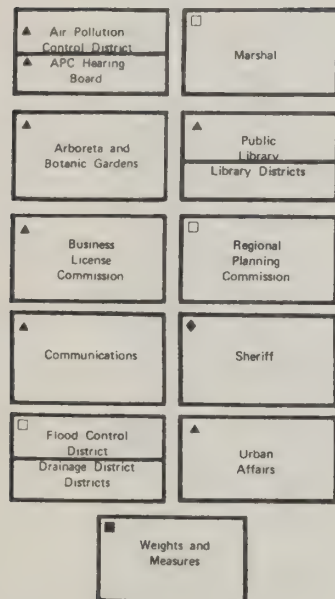 Air Pollution
Control District
APC Hearing
Board
Marshal
Arboreta and
Botanic Gardens
Public
Library
Library Districts
Business
License
Commission
Regional
Planning
Commission
Communications
Sheriff
Flood Control
District
Drainage District
Districts
Urban
Affairs
Weights and
Measures